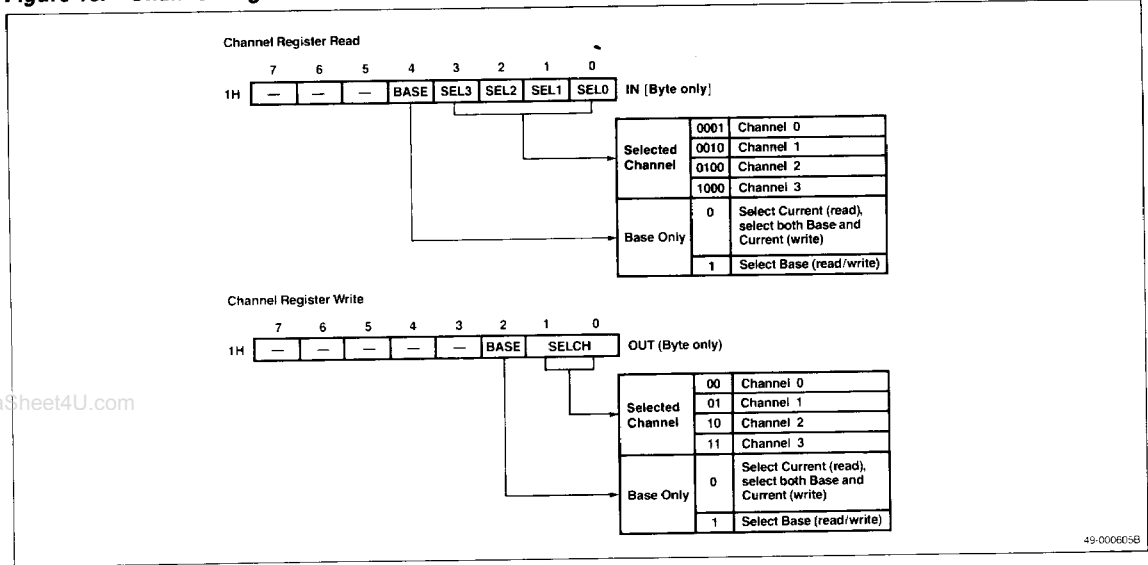 Channel Register Read
7 6 5 4 3 2 1 0
1H — — — BASE SEL3 SEL2 SEL1 SEL0 IN [Byte only]
Selected Channel
0001 Channel 0
0010 Channel 1
0100 Channel 2
1000 Channel 3
Base Only
0 Select Current (read),
select both Base and
Current (write)
1 Select Base (read/write)
Channel Register Write
7 6 5 4 3 2 1 0
1H — — — — — BASE SELCH OUT (Byte only)
Selected Channel
00 Channel 0
01 Channel 1
10 Channel 2
11 Channel 3
Base Only
0 Select Current (read),
select both Base and
Current (write)
1 Select Base (read/write)
aSheet4U.com
49-000605B